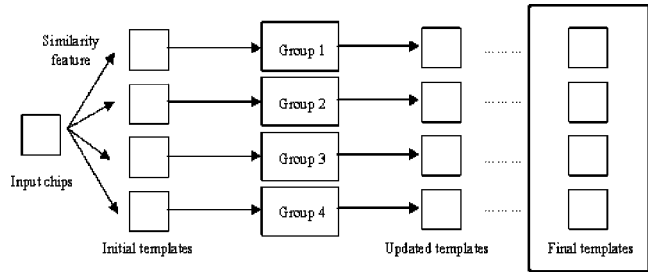 Similarity
feature
Group 1
Group 2
Group 3
Group 4
Input chips
Initial templates
Updated templates
Final templates